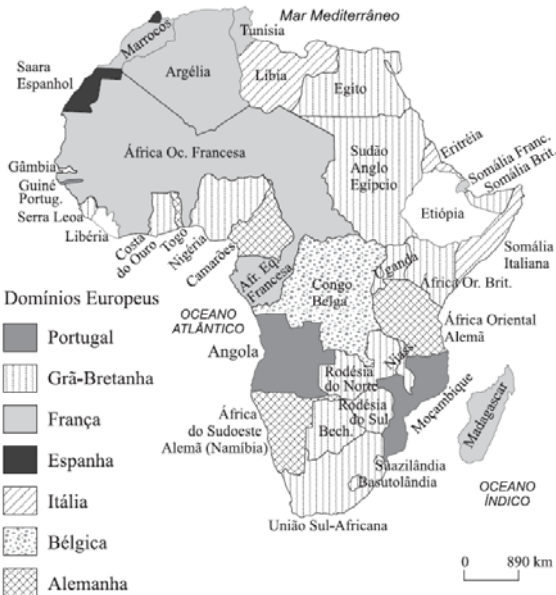 Mar Mediterrâneo
Tunísia
Marrocos
Saara
Espanhol
Argélia
Líbia
Egito
África Oc. Francesa
Sudão
Anglo
Egípcio
Eritréia
Somália Franc.
Somália Brit.
Gâmbia
Guiné
Portug.
Serra Leoa
Libéria
Costa
do Ouro
Togo
Nigéria
Camarões
Etiópia
Somália
Italiana
Afr. Eq.
Francesa
Congo
Belga
Uganda
África Or. Brit.
OCEANO
ATLÂNTICO
África Oriental
Alemã
Angola
Niass.
Rodésia
do Norte
Moçambique
África
do Sudoeste
Alemã (Namíbia)
Rodésia
do Sul
Bech.
Madagascar
Suazilândia
Basutolândia
União Sul-Africana
OCEANO
ÍNDICO
Domínios Europeus
Portugal
Grã-Bretanha
França
Espanha
Itália
Bélgica
Alemanha
0 890 km